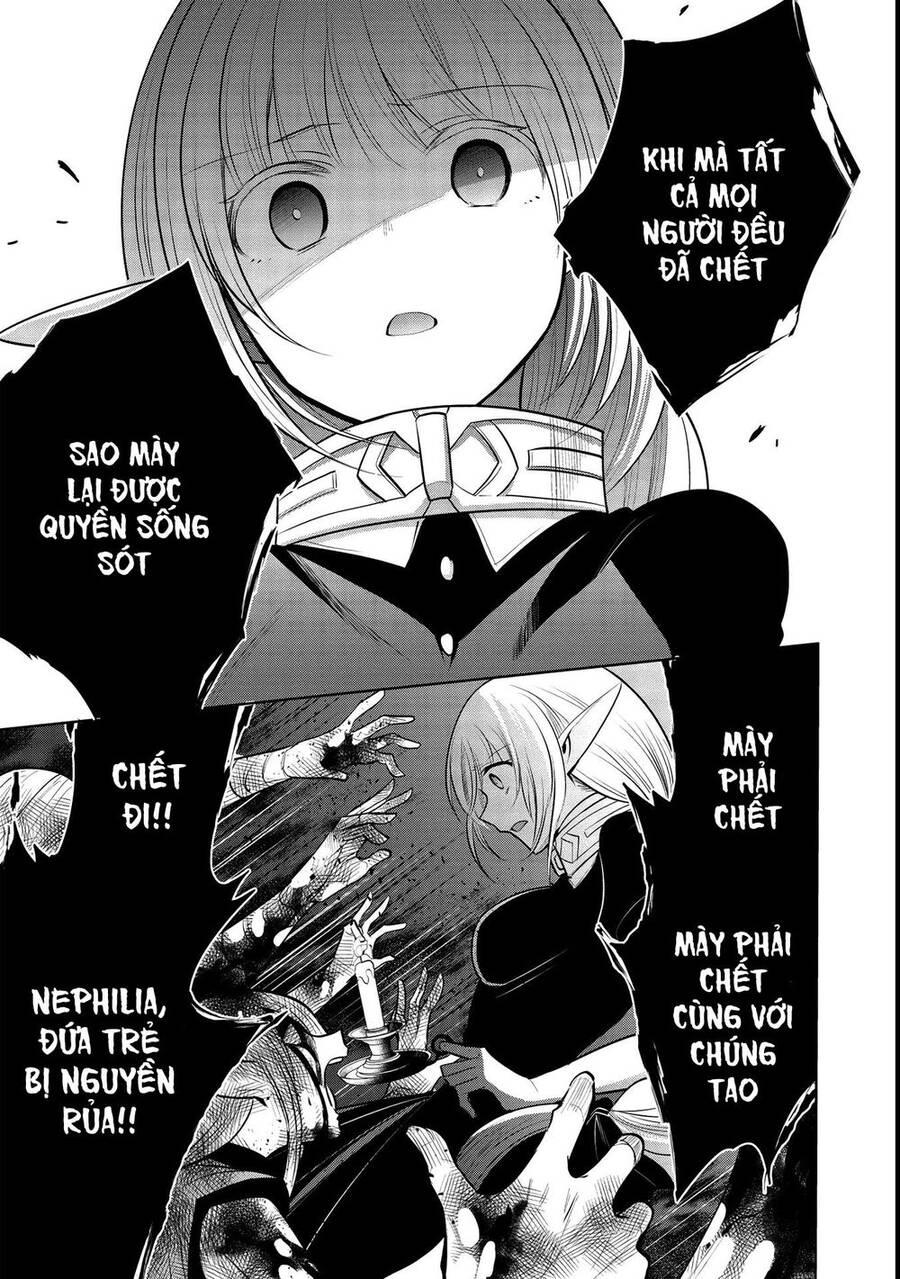 KHI MÀ TẤT
CẢ MỌI
NGƯỜI ĐỀU
ĐÃ CHẾT
SAO MÀY
LẠI ĐƯỢC
QUYỀN SỐNG
SÓT
MÀY
PHẢI
CHẾT
MÀY PHẢI
CHẾT
CÙNG VỚI
CHÚNG
TAO
CHẾT
ĐI!!
NEPHILIA,
ĐỨA TRẺ
BỊ NGUYỀN
RỦA!!